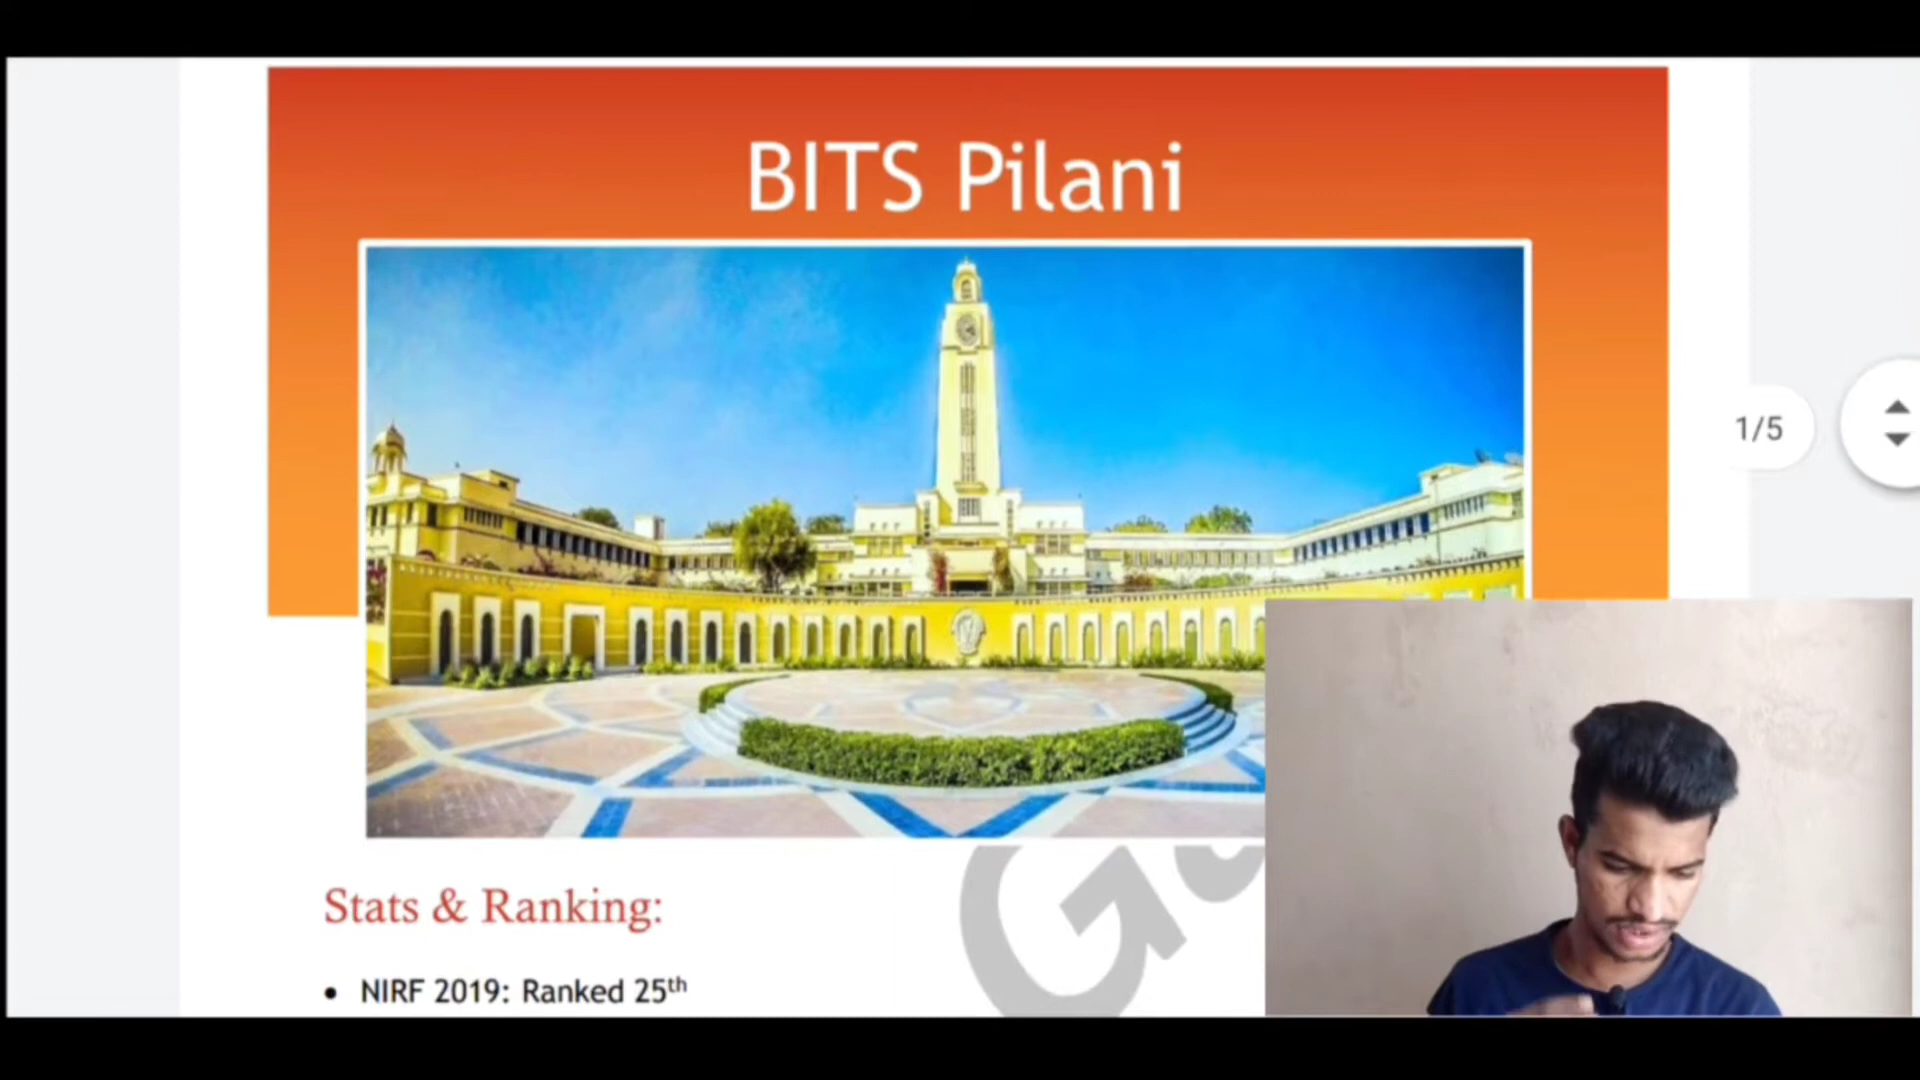 BITS Pilani
1/5
Stats & Ranking:
• NIRF 2019: Ranked 25th